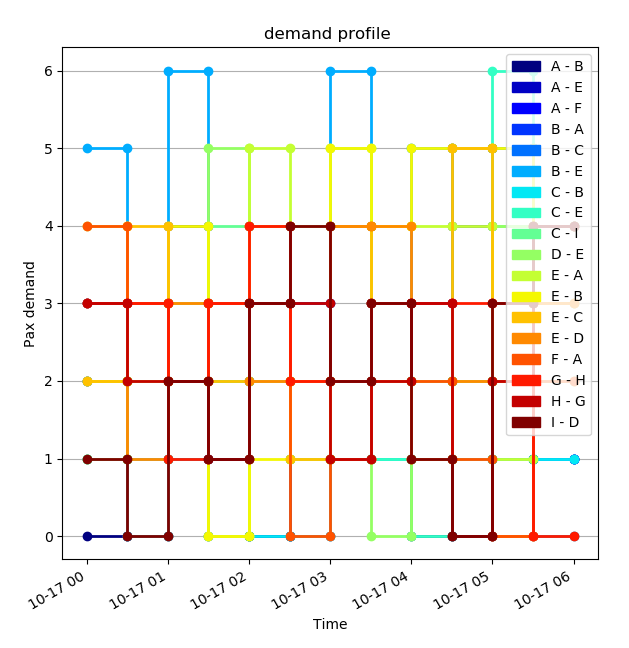 demand profile
Pax demand
6
5
4
3
2
1
0
A - B
A - E
A - F
B - A
B - C
B - E
C - B
C - E
C - I
D - E
E - A
E - B
E - C
E - D
F - A
G - H
H - G
I - D
10-17 00
10-17 01
10-17 02
10-17 03
10-17 04
10-17 05
10-17 06
Time